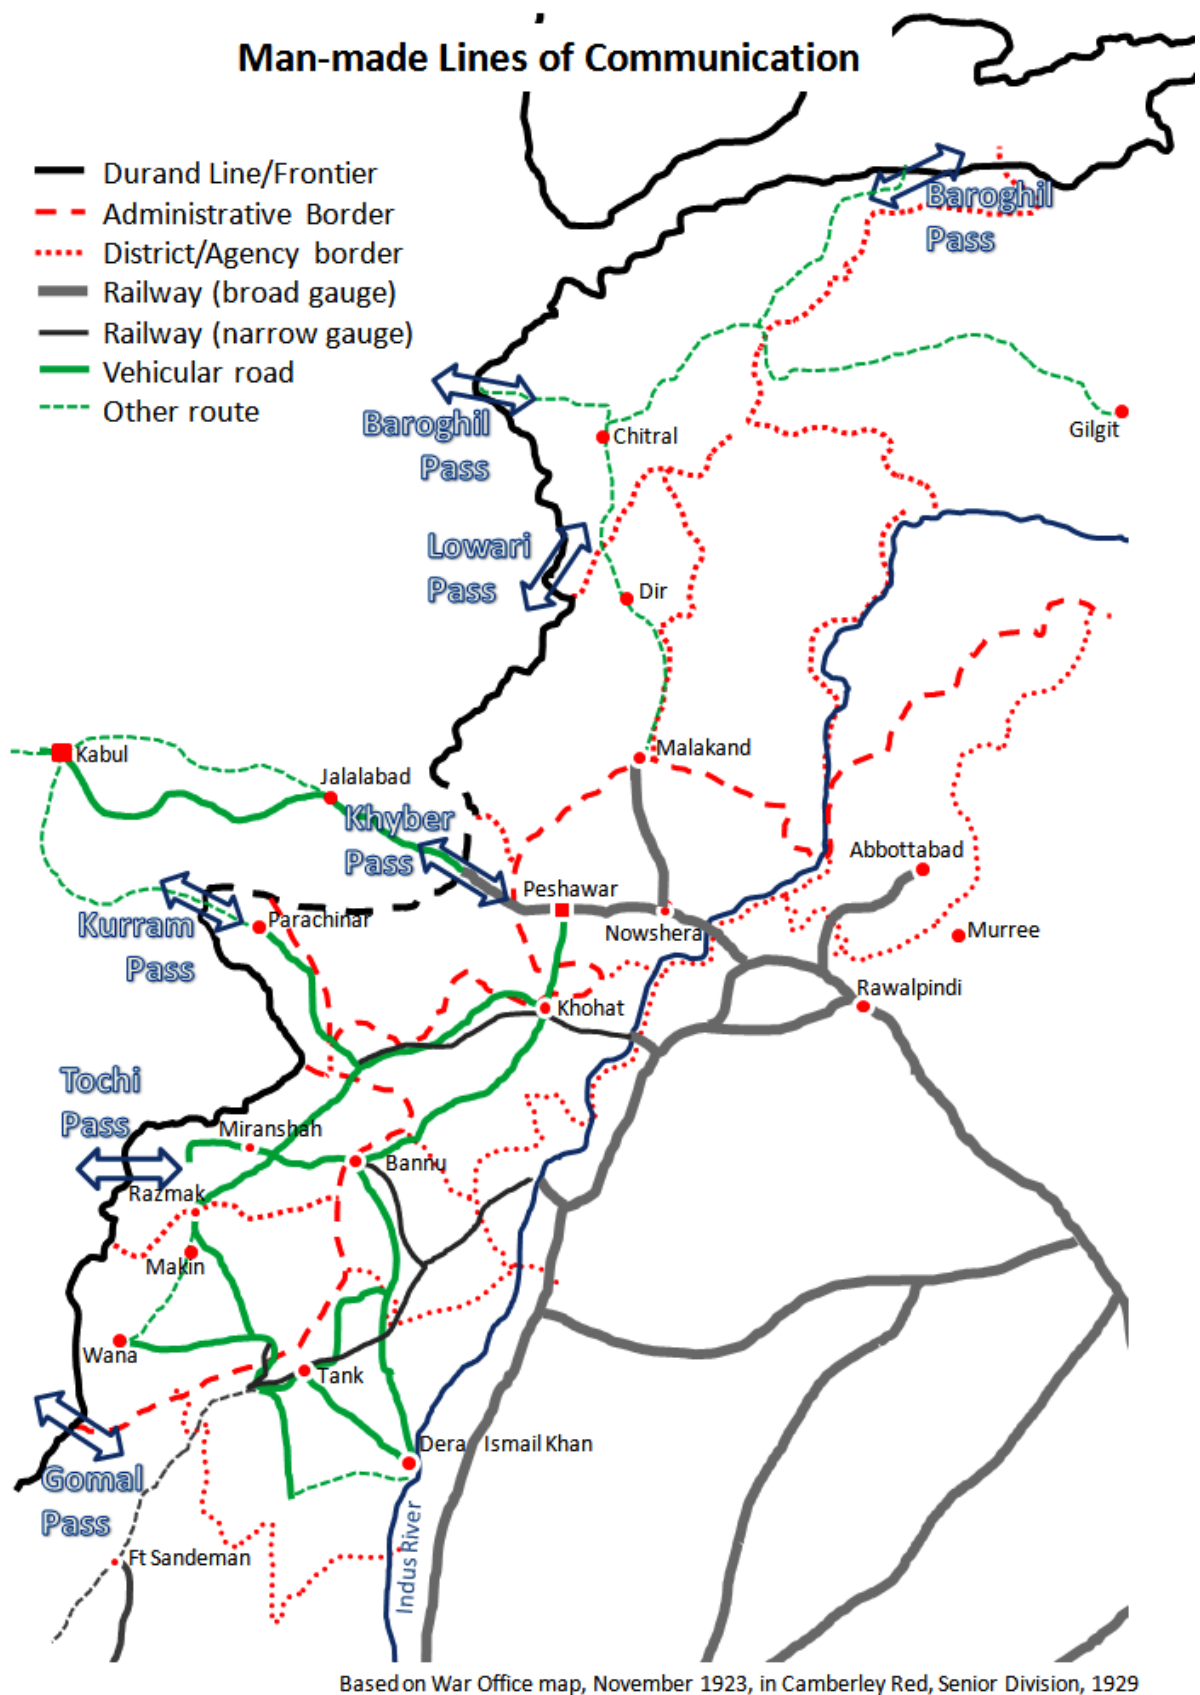 Man-made Lines of Communication
Durand Line/Frontier
Administrative Border
District/Agency border
Railway (broad gauge)
Railway (narrow gauge)
Vehicular road
Other route
Baroghil
Pass
Baroghil
Pass
Chitral
Gilgit
Lowari
Pass
Dir
Malakand
Kabul
Jalalabad
Khyber
Pass
Abbottabad
Peshawar
Kurram
Pass
Parachinar
Nowshera
Murree
Rawalpindi
Khohat
Tochi
Pass
Miranshah
Bannu
Razmak
Makin
Wana
Tank
Gomal
Pass
Dera Ismail Khan
Indus River
Ft Sandeman
Based on War Office map, November 1923, in Camberley Red, Senior Division, 1929